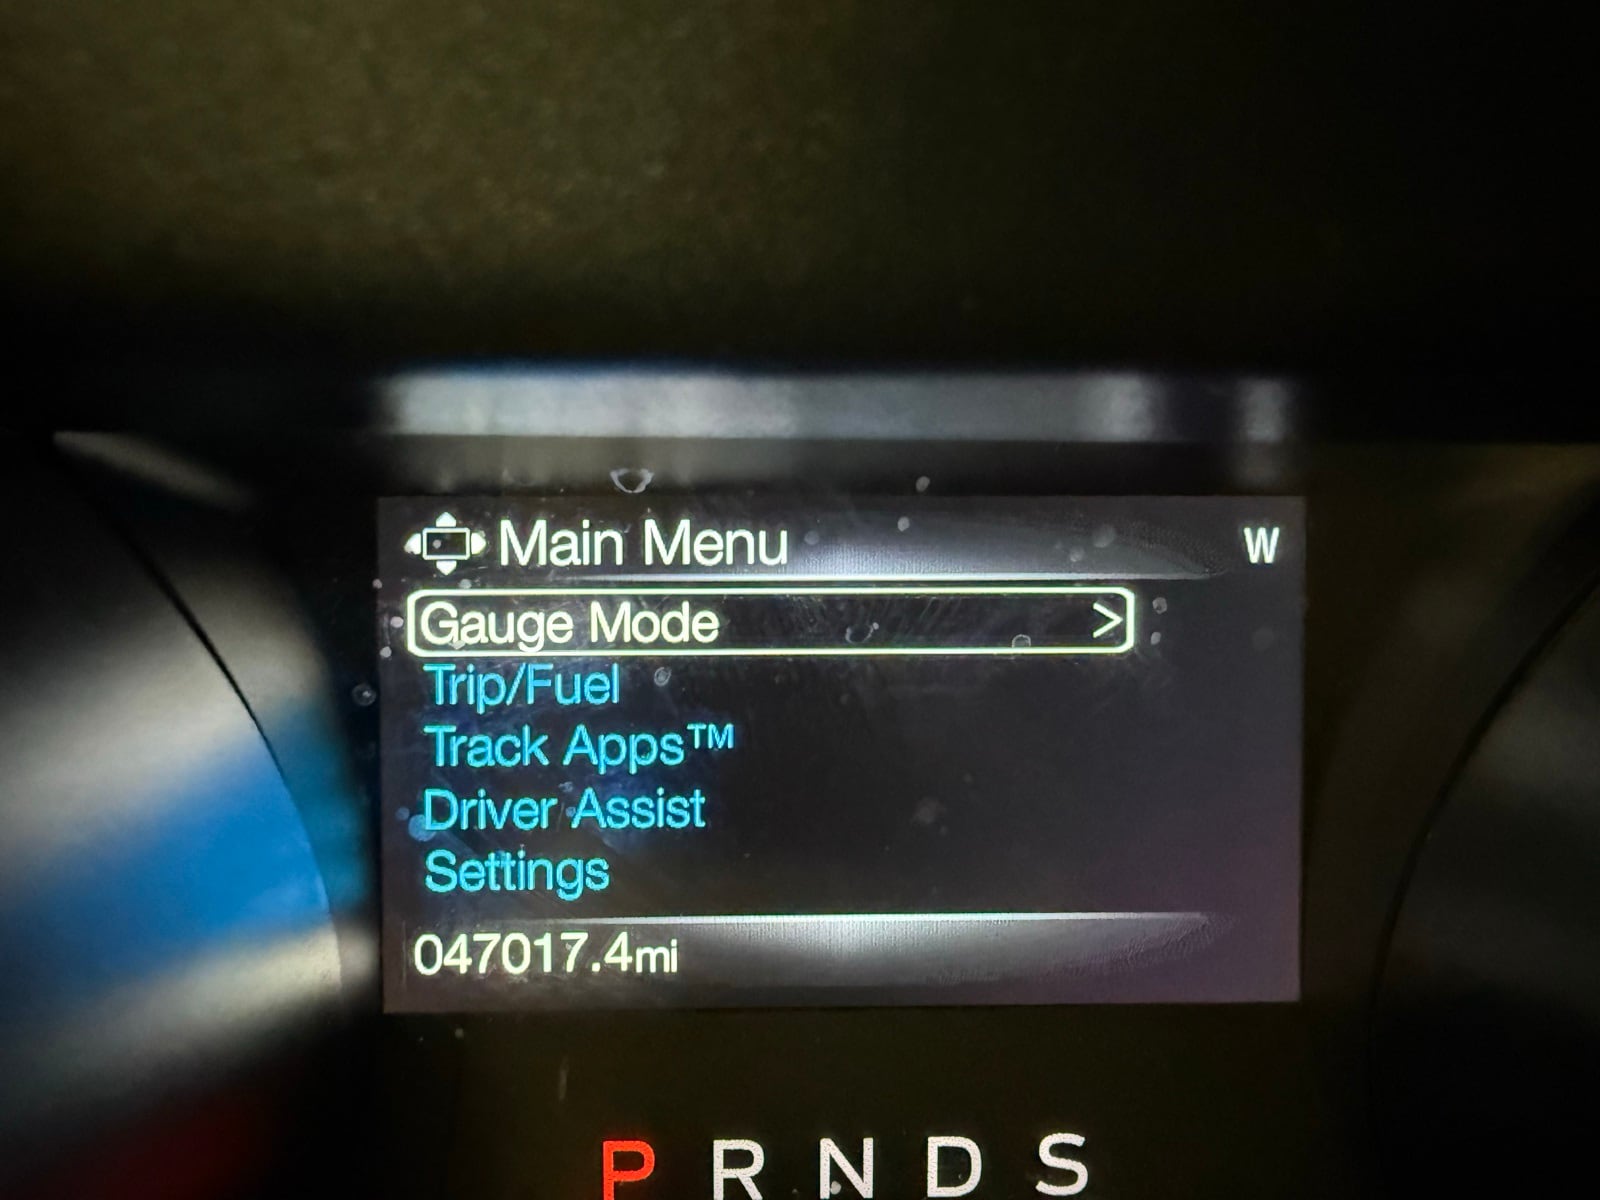 Main Menu W
Gauge Mode >
Trip/Fuel
Track Apps™
Driver Assist
Settings
047017.4mi
P R N D S